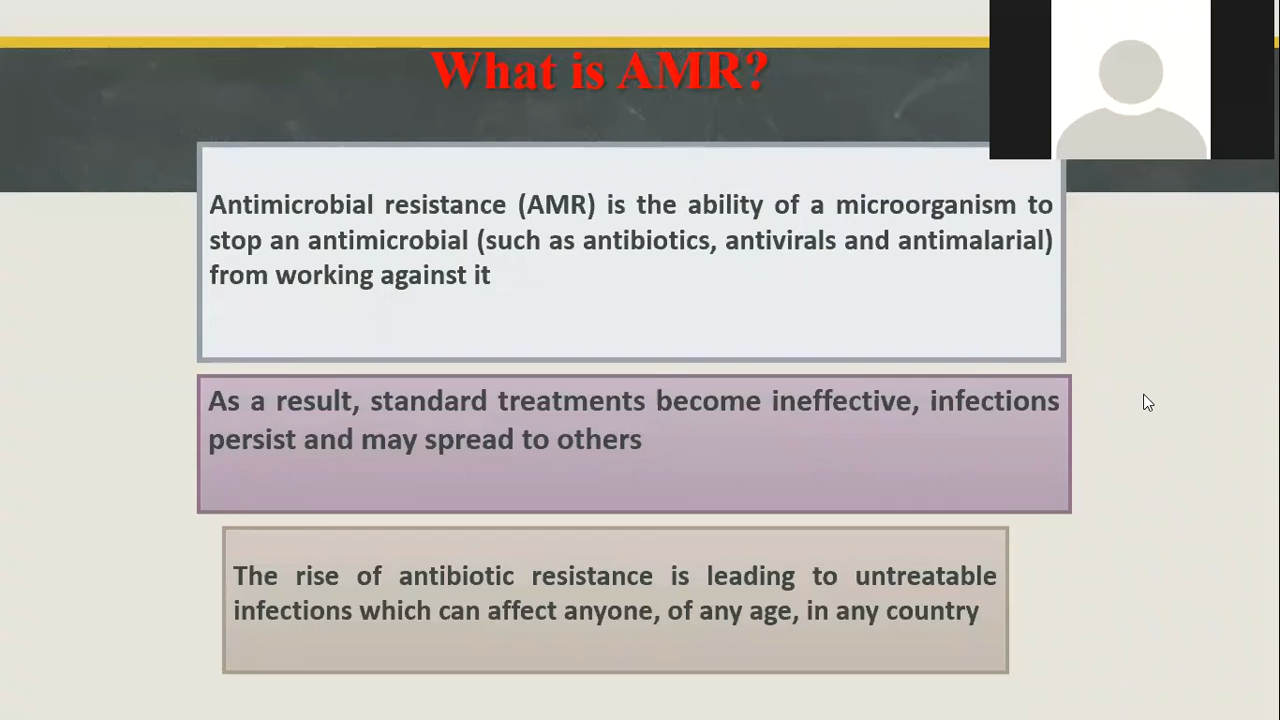 What is AMR?
Antimicrobial resistance (AMR) is the ability of a microorganism to
stop an antimicrobial (such as antibiotics, antivirals and antimalarial)
from working against it
As a result, standard treatments become ineffective, infections
persist and may spread to others
The rise of antibiotic resistance is leading to untreatable
infections which can affect anyone, of any age, in any country